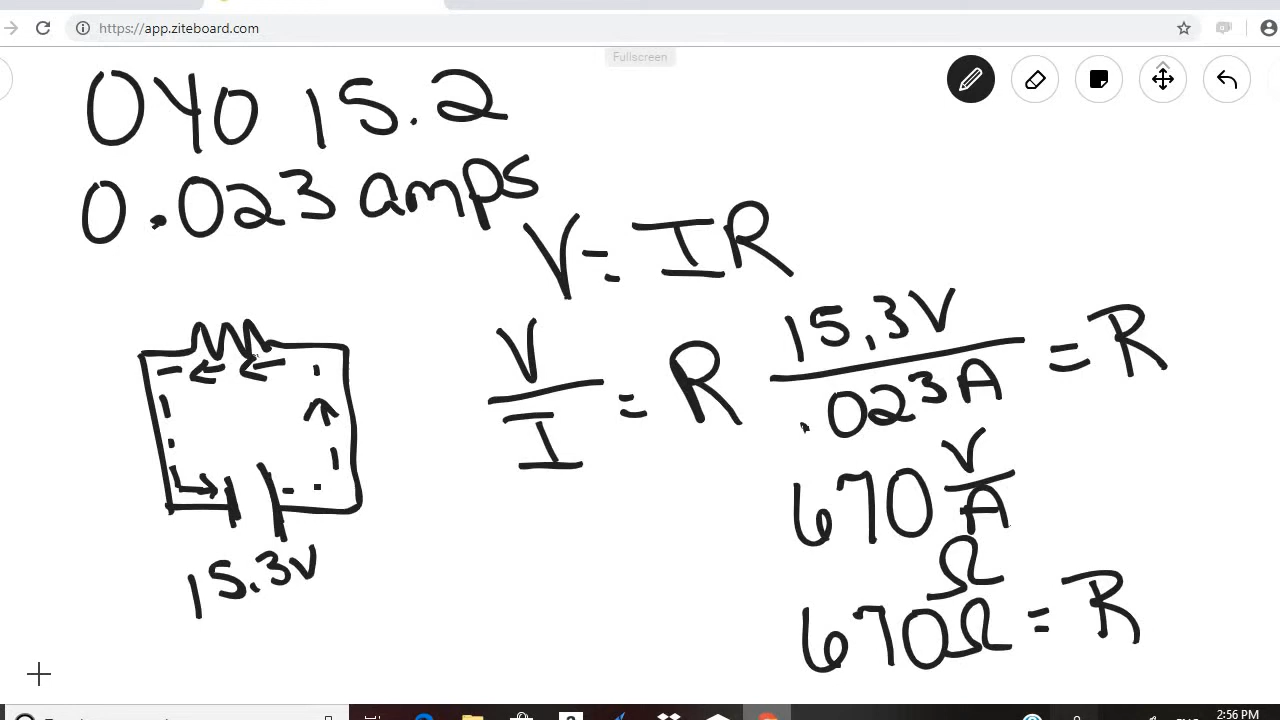 https://app.ziteboard.com
Fullscreen
OYO 15.2
0.023 amps
V = IR
V
I
= R
15.3V
.023A
= R
670 V
A
Ω
670Ω = R
15.3V
2:56 PM